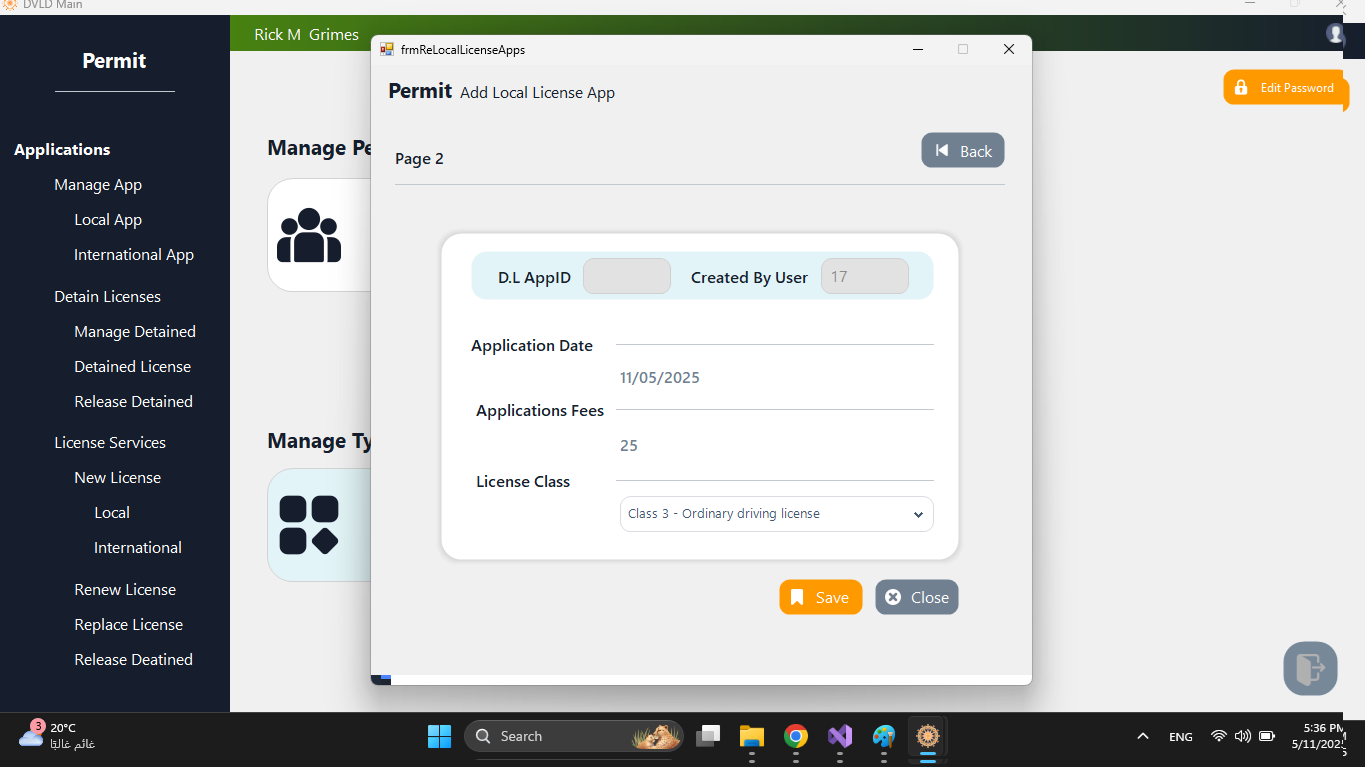 DVLD Main
Rick M Grimes
Permit
Edit Password
Applications
Manage App
Local App
International App
Detain Licenses
Manage Detained
Detained License
Release Detained
License Services
New License
Local
International
Renew License
Replace License
Release Deatined
Manage Pe
Manage Ty
frmReLocalLicenseApps
Permit Add Local License App
Page 2
Back
D.L AppID
Created By User 17
Application Date
11/05/2025
Applications Fees
25
License Class
Class 3 - Ordinary driving license
Save
Close
3
20°C
غائم غالبًا
Search
ENG
5:36 PM
5/11/2025